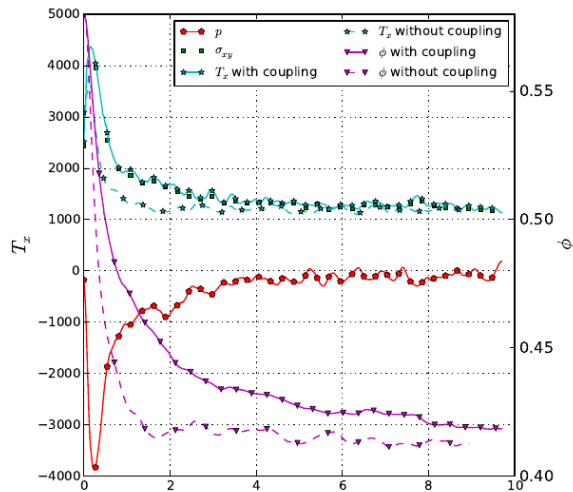 5000
4000
3000
2000
1000
0
−1000
−2000
−3000
−4000
T_x
p
σ_xy
T_x with coupling
T_x without coupling
ϕ with coupling
ϕ without coupling
0.55
0.50
0.45
0.40
ϕ
0 2 4 6 8 10